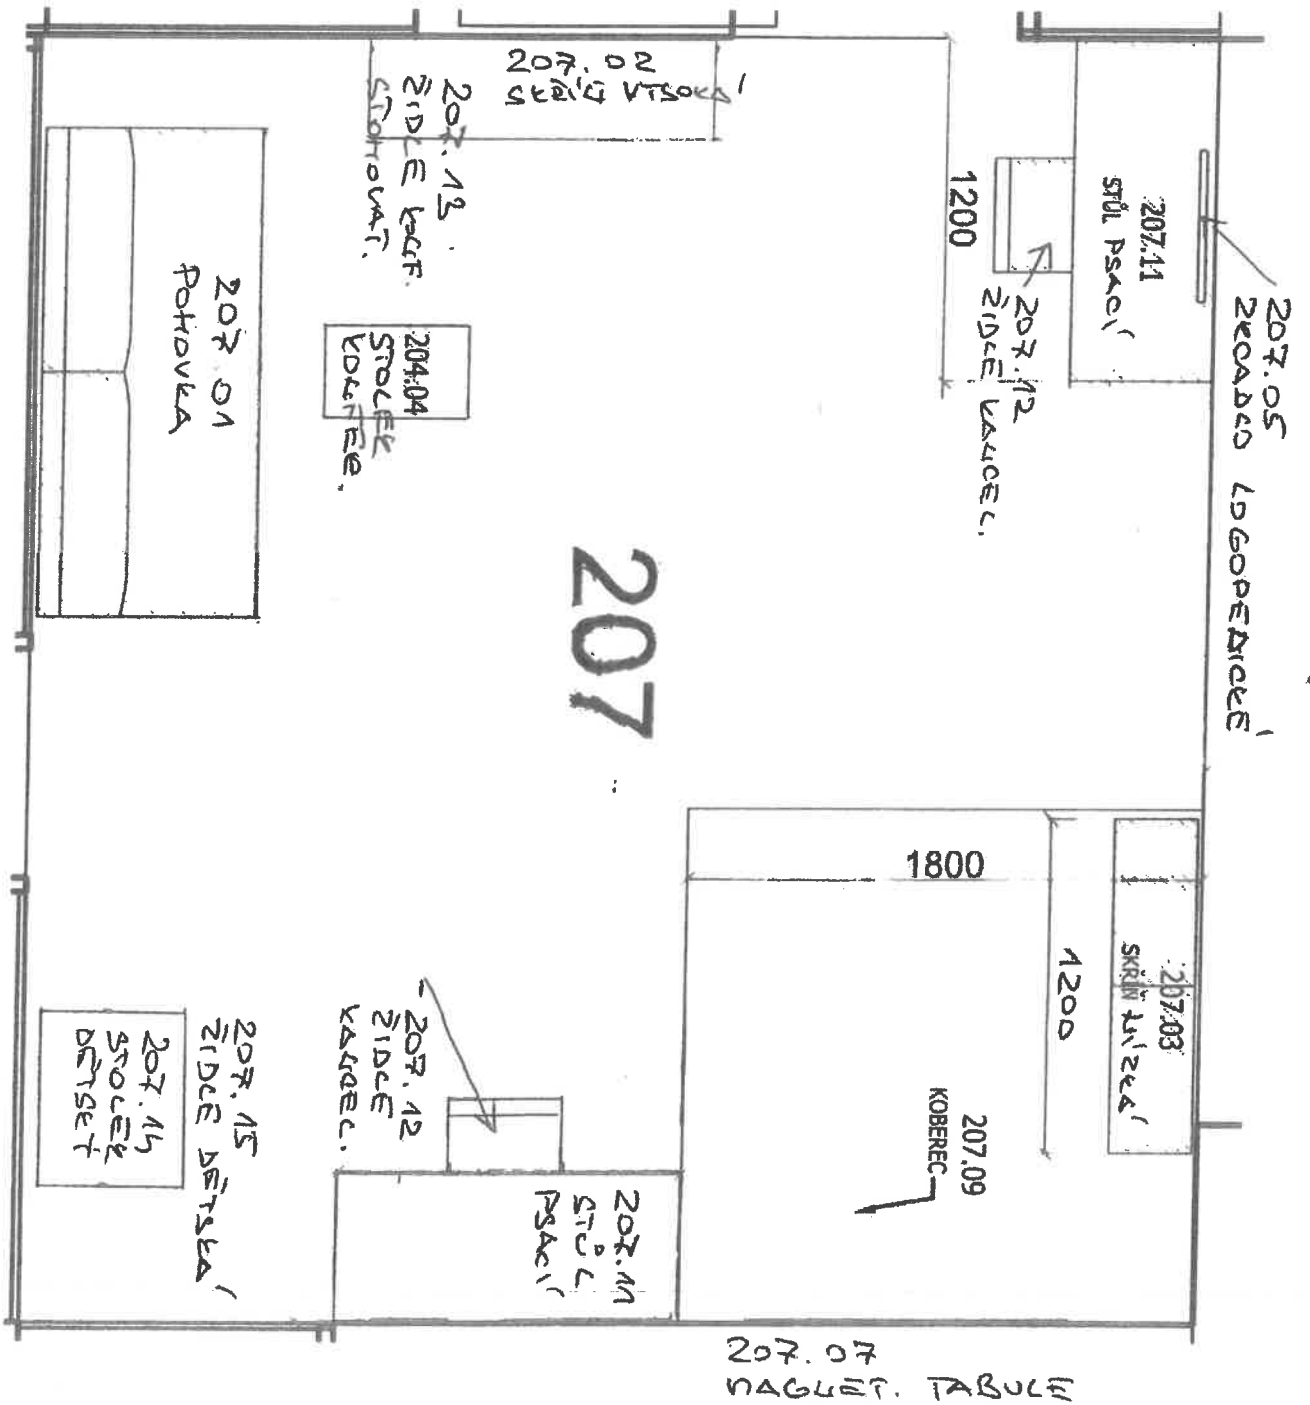 207.02
SKŘÍŇ VYSOKÁ
207.13
ŽIDLE KONF.
STOHOVAT.
1200
207.11
STŮL PSACÍ
207.12
ŽIDLE KANCEL.
207.05
ZRCADLO LOGOPEDICKÉ
207.01
POHOVKA
204.04
STOLEK
KONFER.
207
1800
1200
207.03
SKŘÍŇ NÍZKÁ
207.09
KOBEREC
207.12
ŽIDLE
KANCEL.
207.15
ŽIDLE DĚTSKÁ
207.14
STOLEK
DĚTSKÝ
207.11
STŮL
PSACÍ
207.07
MAGNET. TABULE